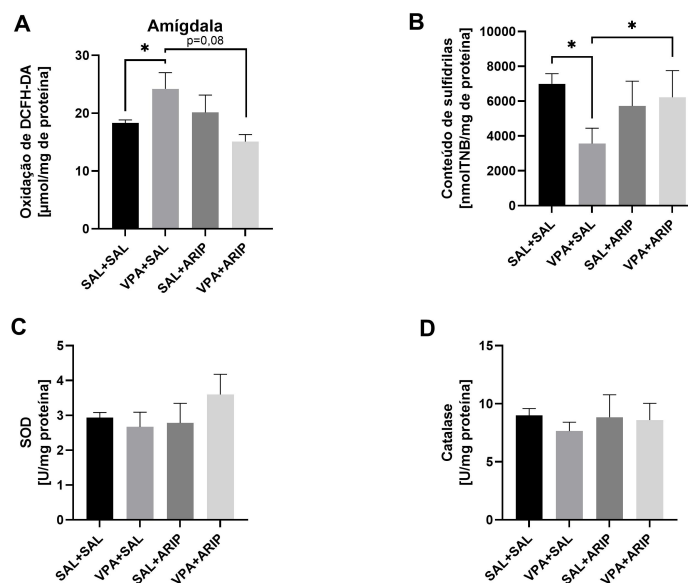 A
Amígdala
*
p=0,08
Oxidação de DCFH-DA
[µmol/mg de proteína]
30
20
10
0
SAL+SAL
VPA+SAL
SAL+ARIP
VPA+ARIP
B
*
*
Conteúdo de sulfidrilas
[nmolTNB/mg de proteína]
10000
8000
6000
4000
2000
0
SAL+SAL
VPA+SAL
SAL+ARIP
VPA+ARIP
C
SOD
[U/mg proteína]
5
4
3
2
1
0
SAL+SAL
VPA+SAL
SAL+ARIP
VPA+ARIP
D
Catalase
[U/mg proteína]
15
10
5
0
SAL+SAL
VPA+SAL
SAL+ARIP
VPA+ARIP